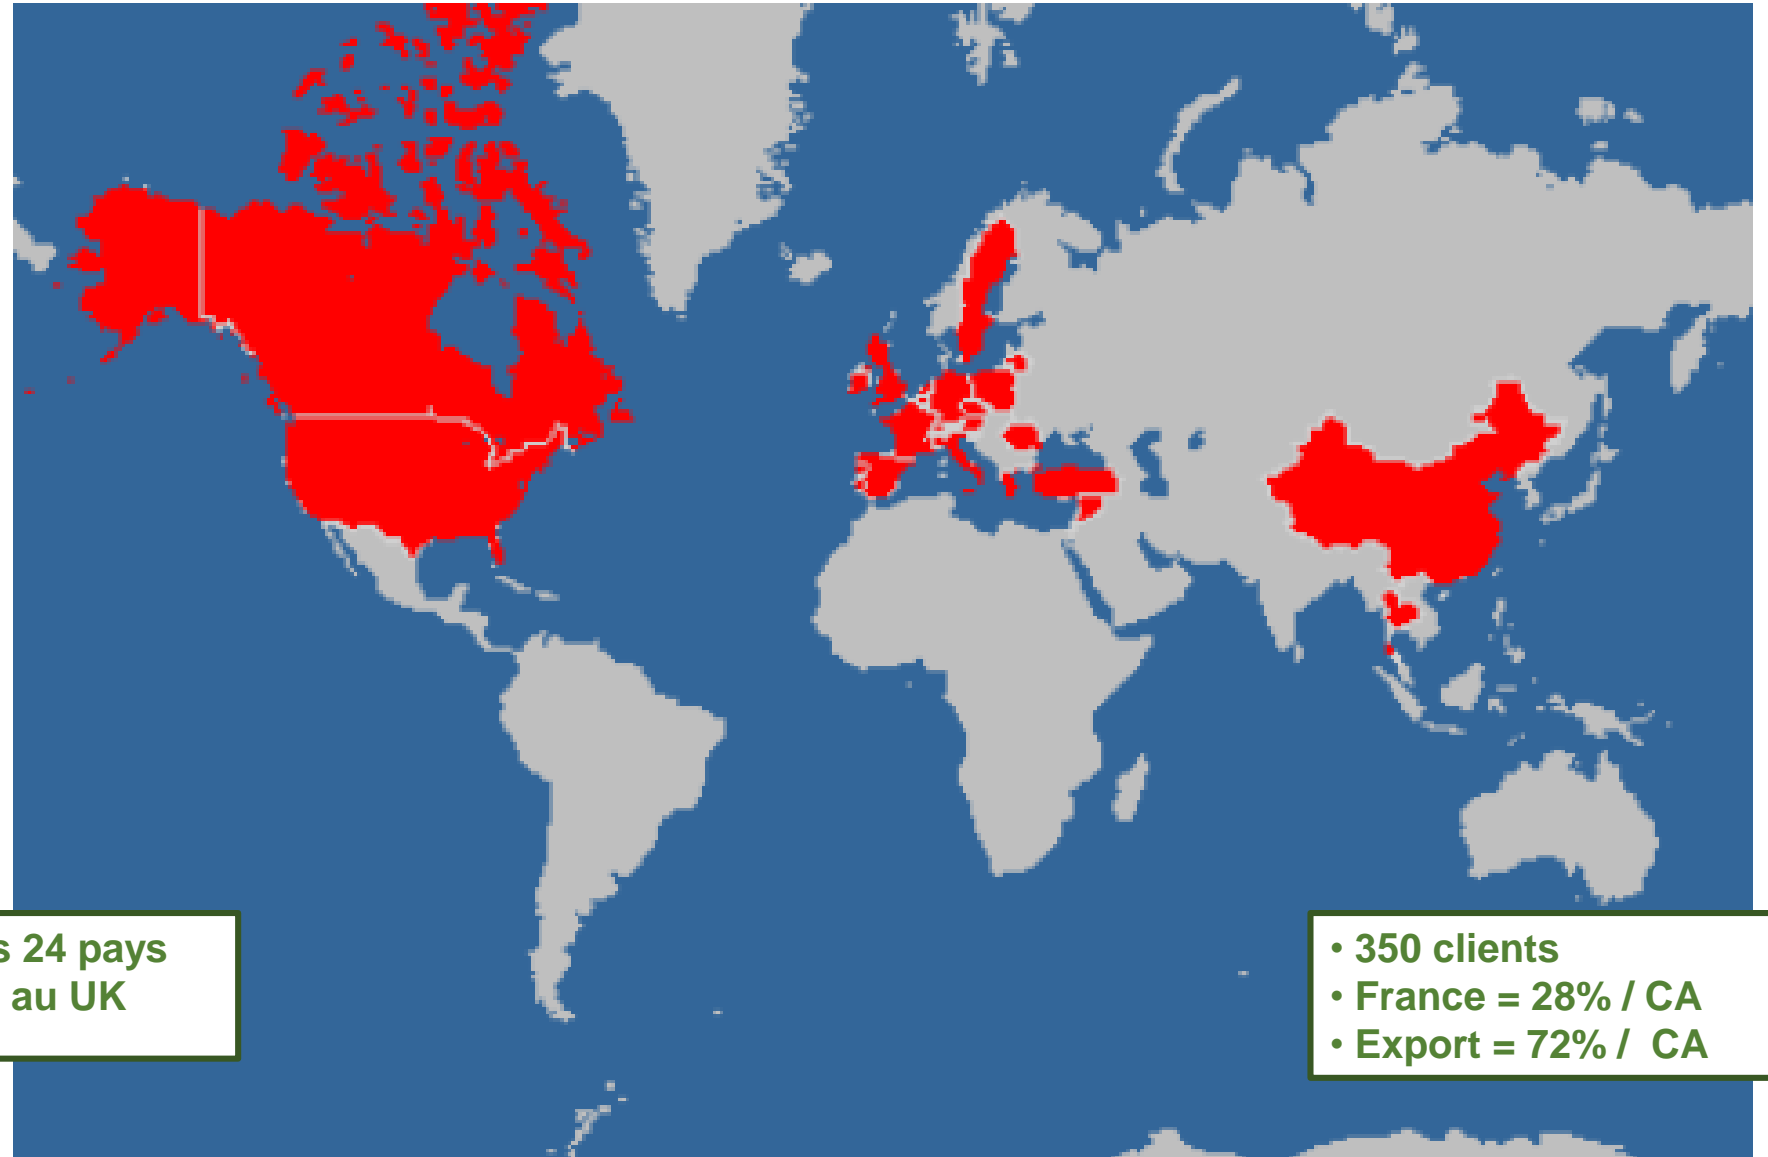 24 pays
au UK
• 350 clients
• France = 28% / CA
• Export = 72% / CA